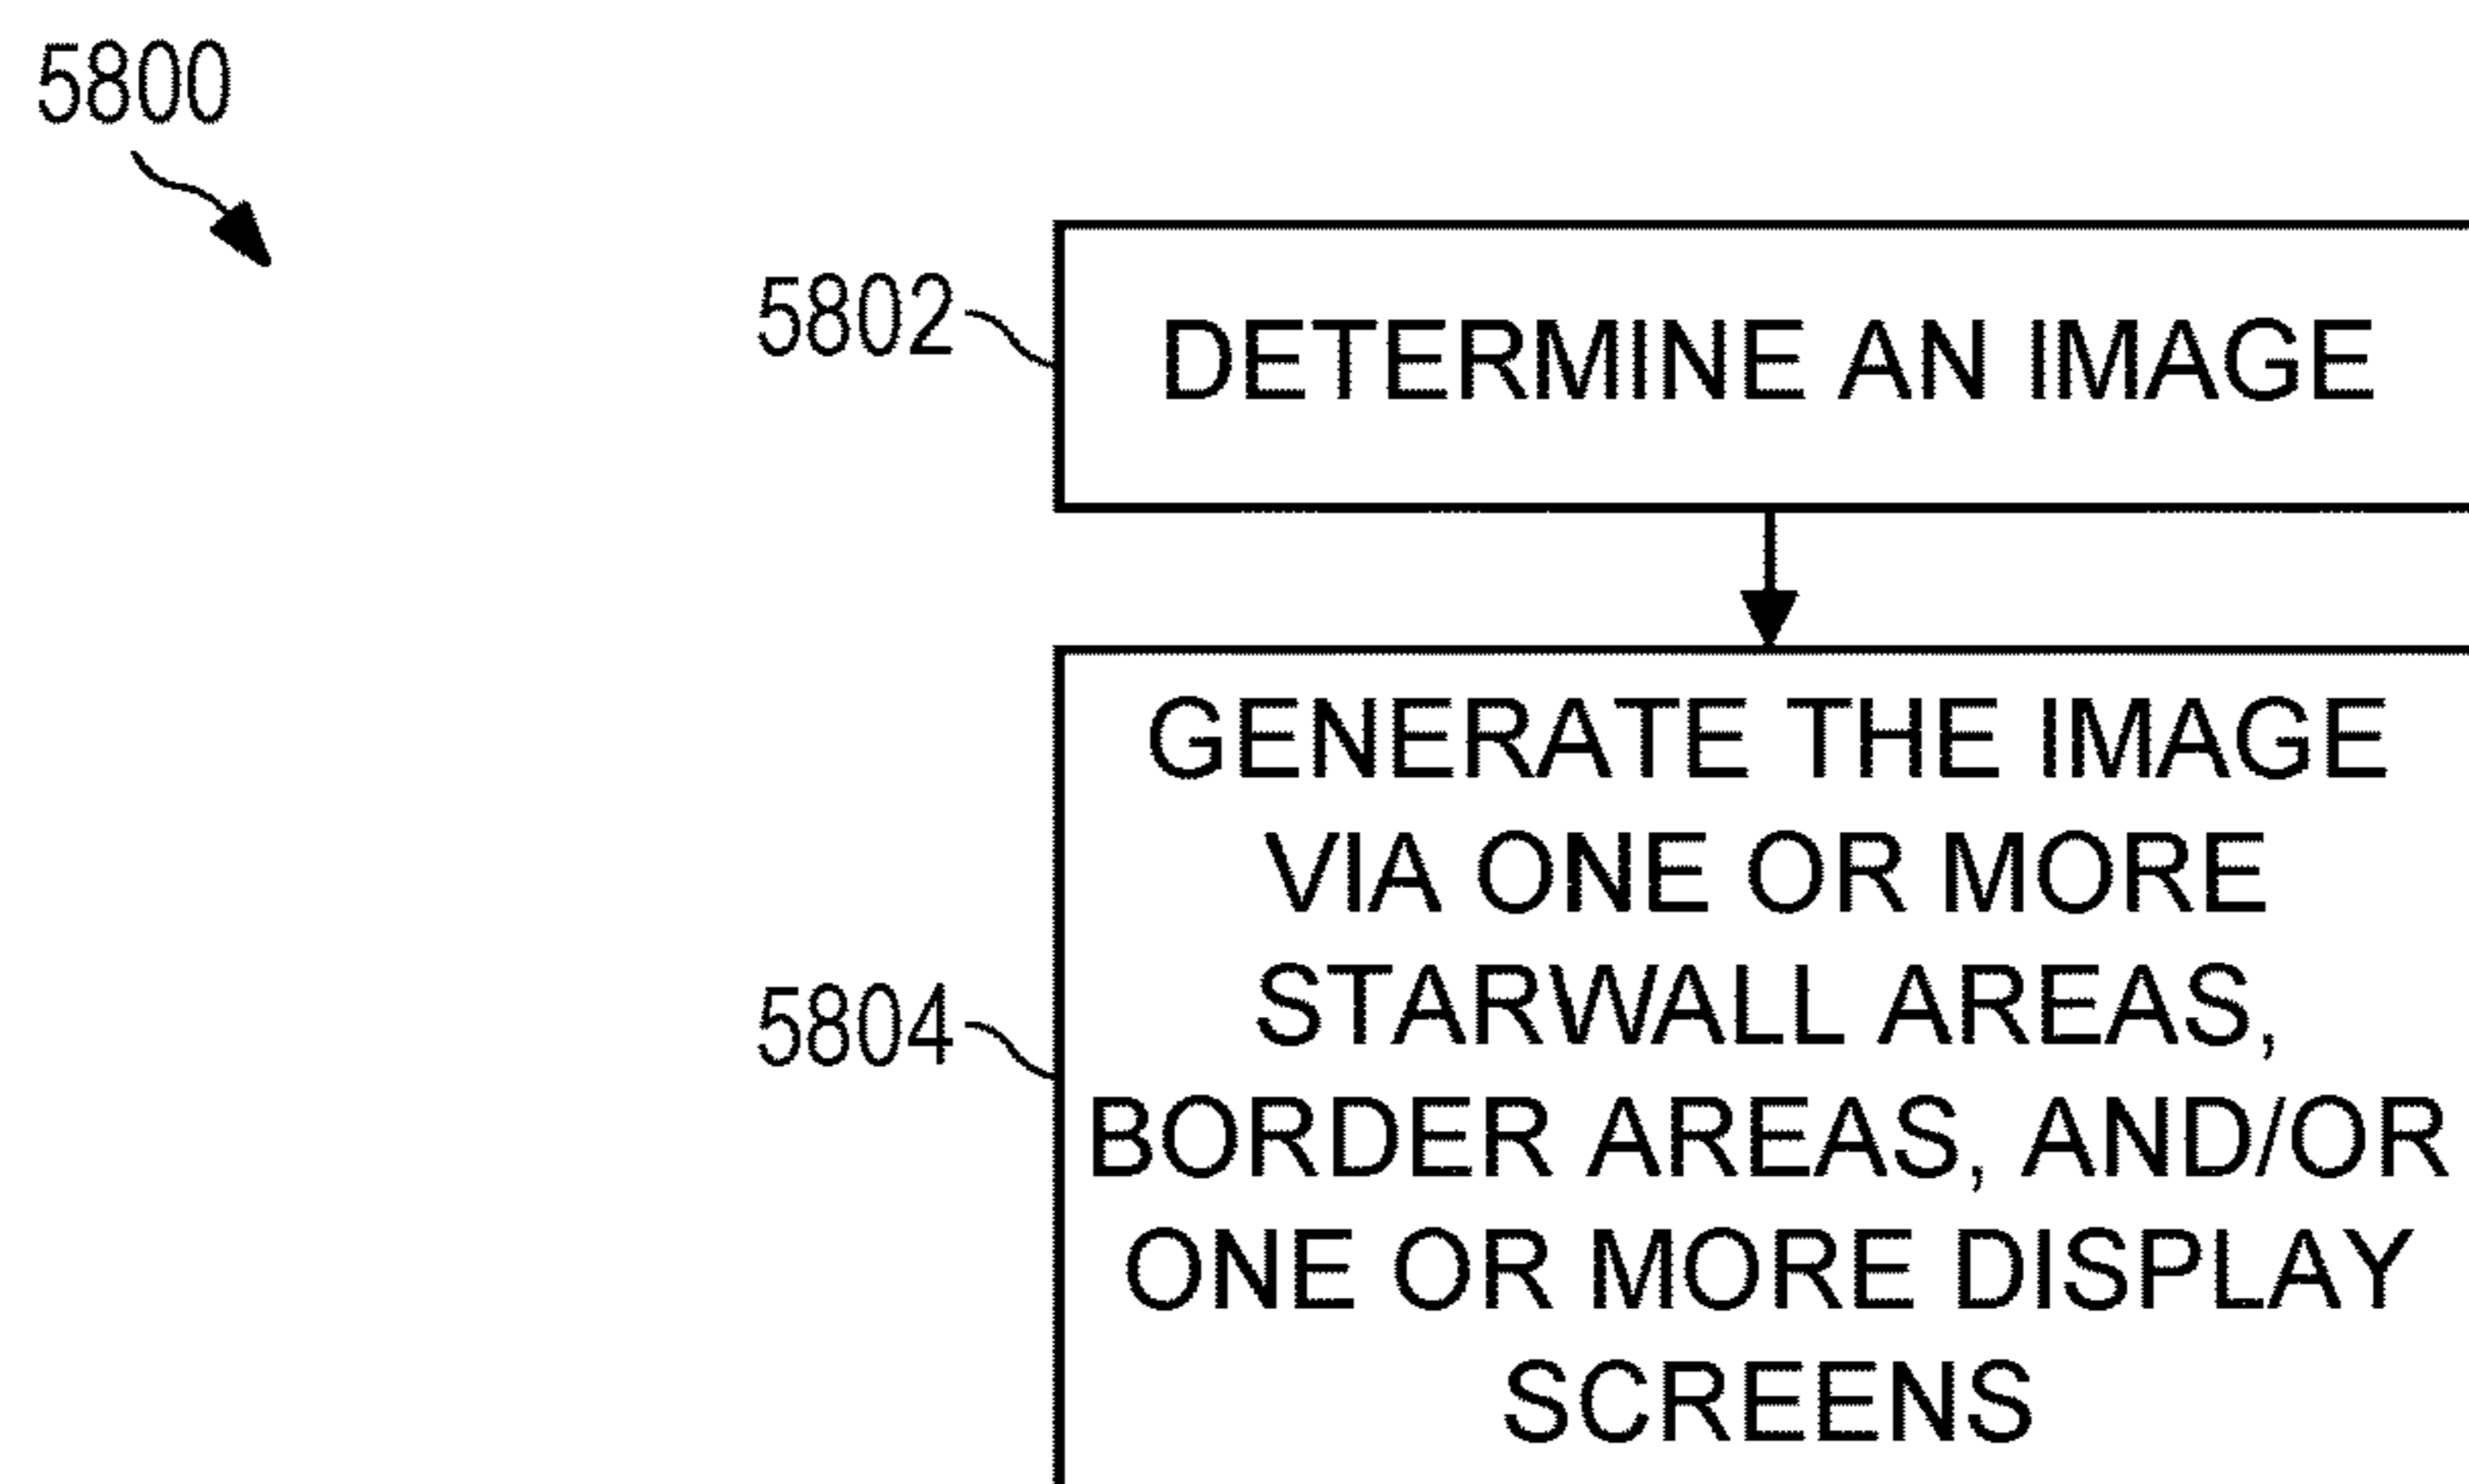 5800
5802
DETERMINE AN IMAGE
GENERATE THE IMAGE
VIA ONE OR MORE
STARWALL AREAS,
5804
BORDER AREAS, AND/OR
ONE OR MORE DISPLAY
SCREENS